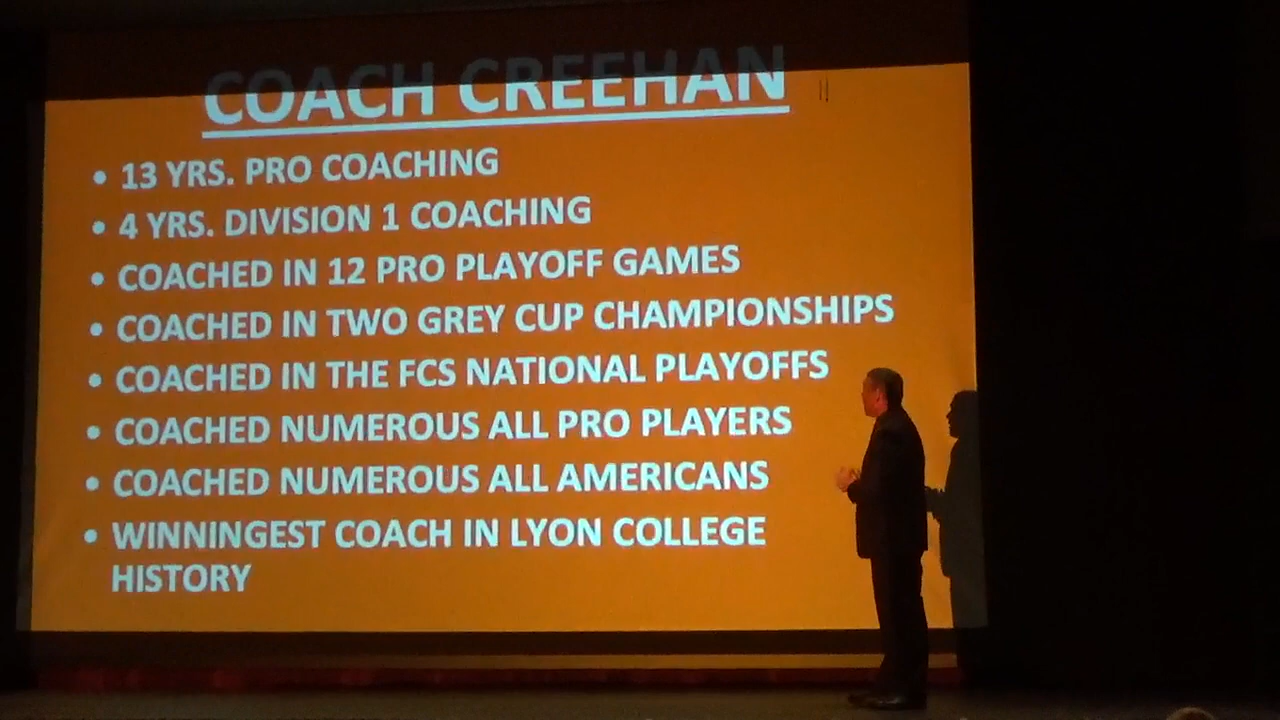 COACH CREEHAN
• 13 YRS. PRO COACHING
• 4 YRS. DIVISION 1 COACHING
• COACHED IN 12 PRO PLAYOFF GAMES
• COACHED IN TWO GREY CUP CHAMPIONSHIPS
• COACHED IN THE FCS NATIONAL PLAYOFFS
• COACHED NUMEROUS ALL PRO PLAYERS
• COACHED NUMEROUS ALL AMERICANS
• WINNINGEST COACH IN LYON COLLEGE
HISTORY